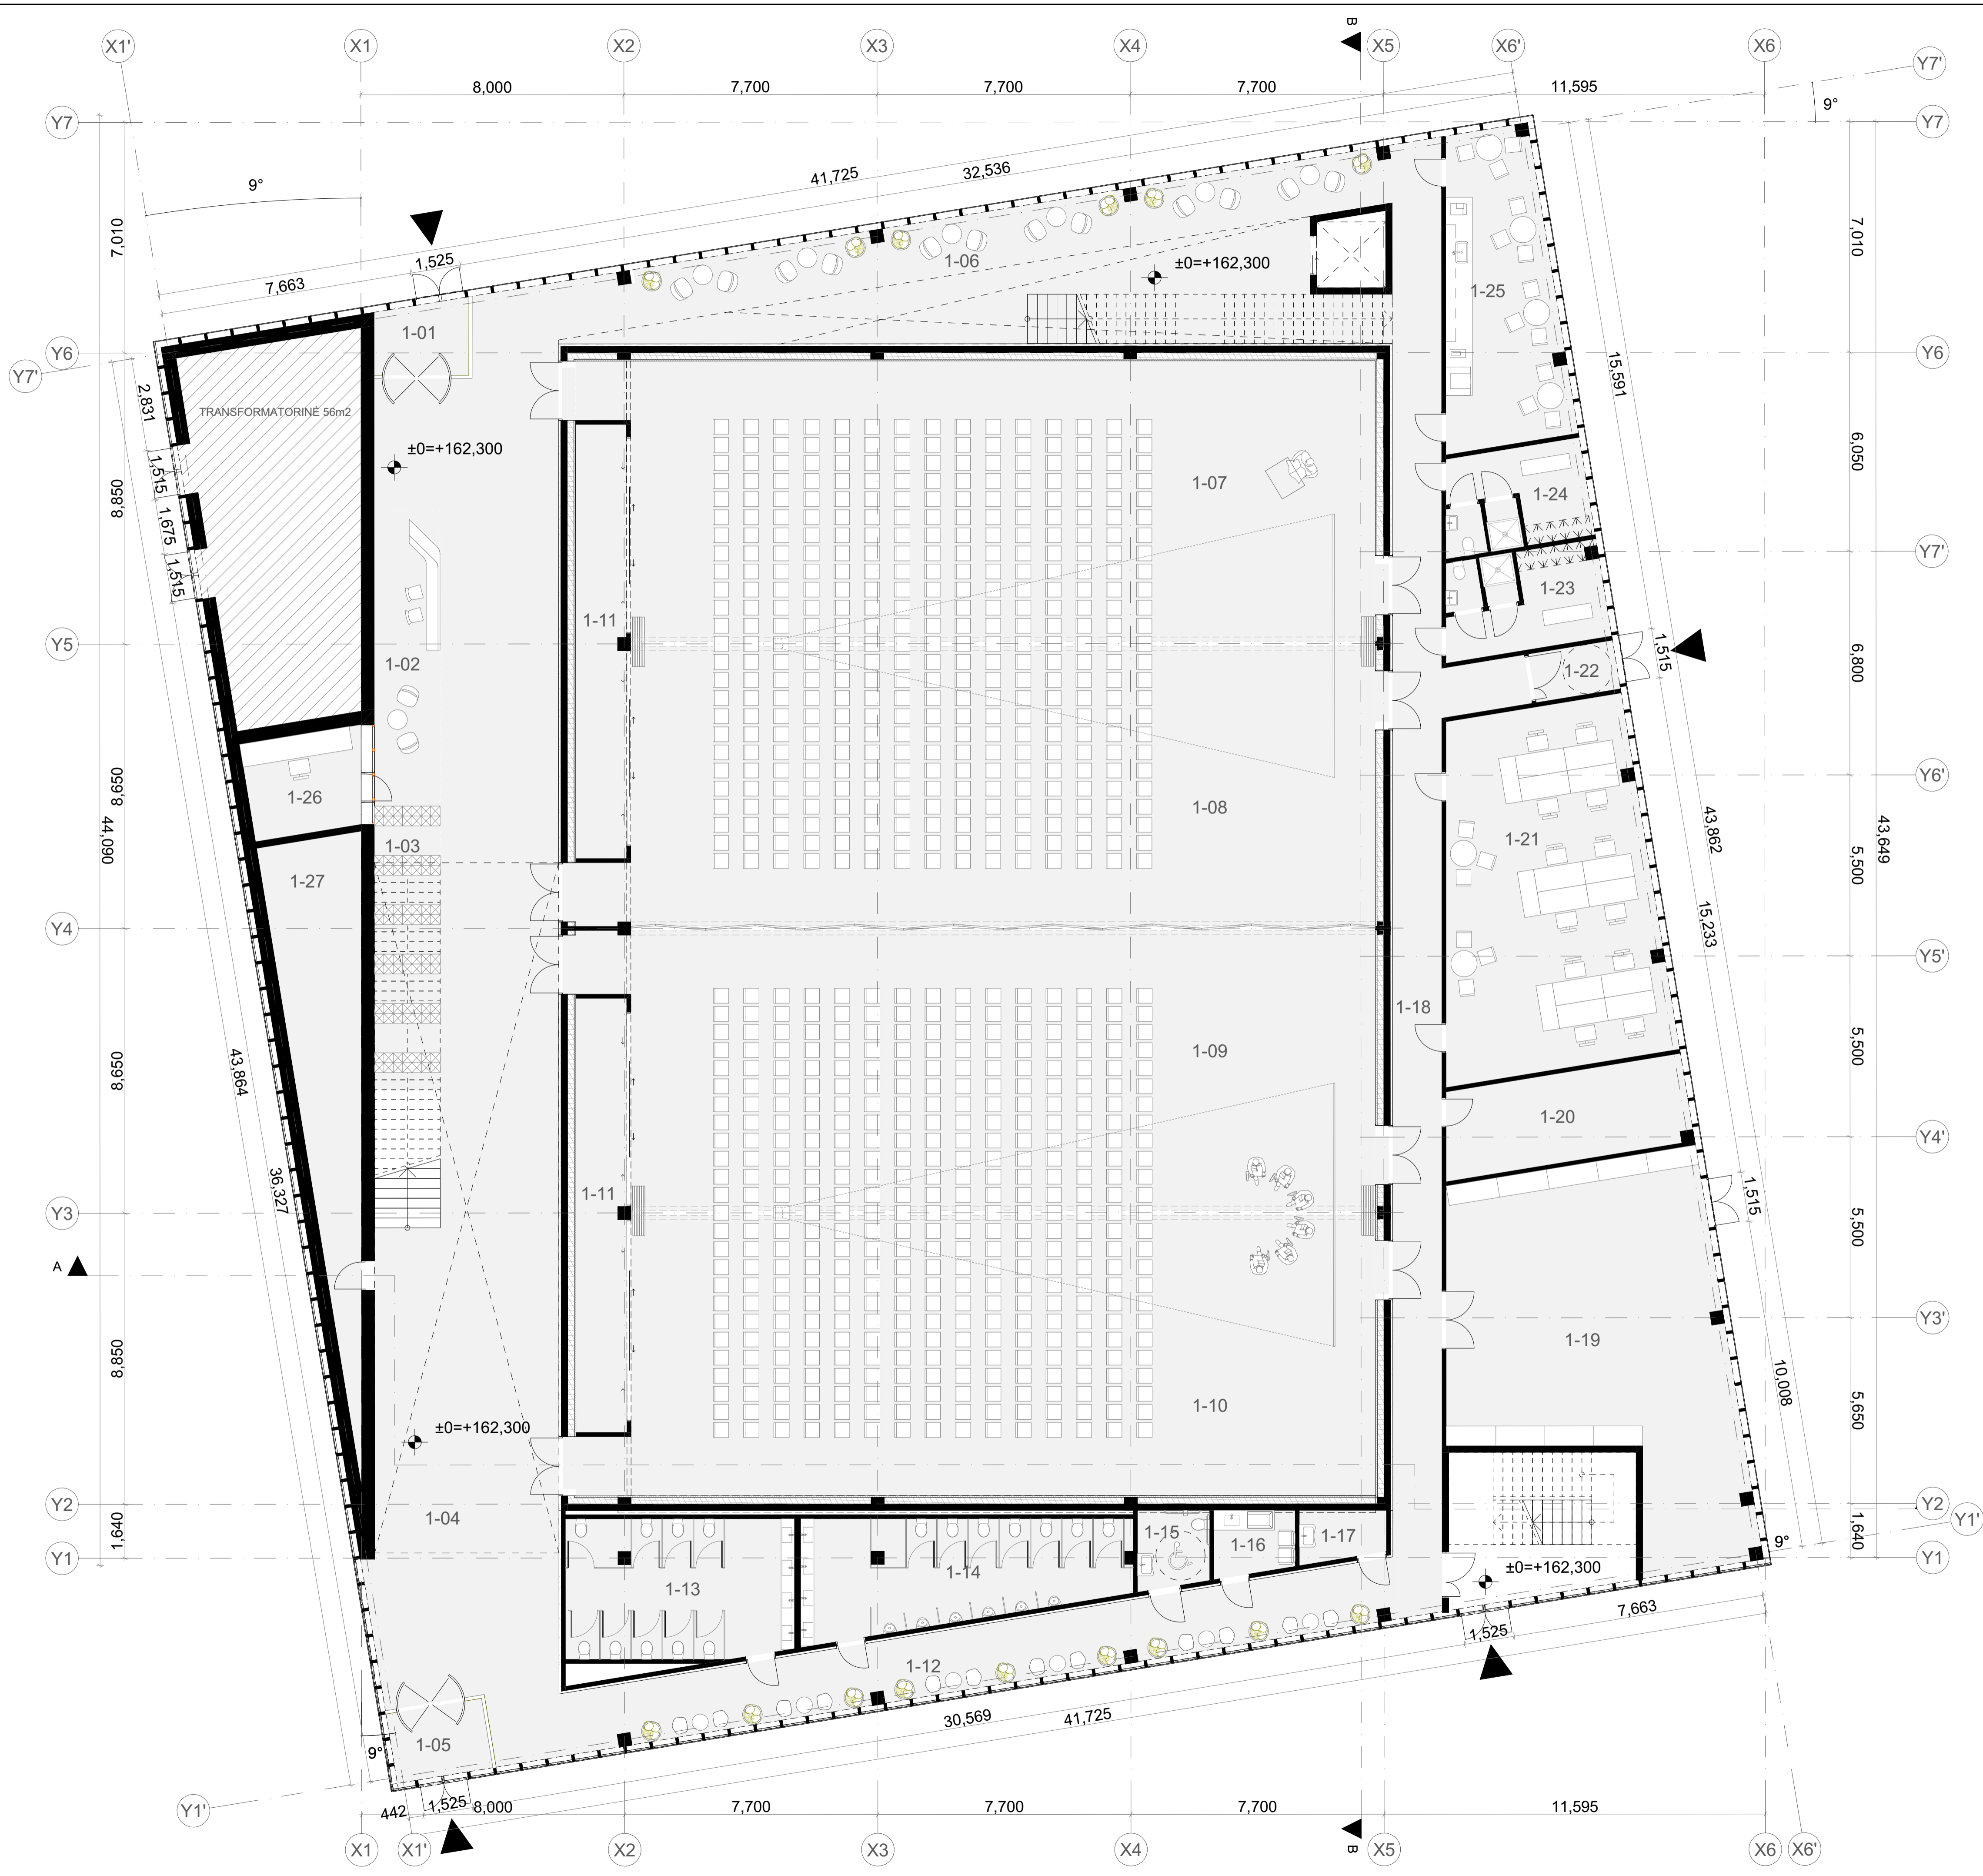 B
X1' X1 X2 X3 X4 X5 X6' X6
Y7'
8,000 7,700 7,700 7,700 11,595
9°
Y7 Y7
9°
41,725 32,536
7,010 7,010
1,525
7,663
1-06
±0=+162,300
1-25
1-01
Y6 Y6
Y7'
15,591
2,831
TRANSFORMATORINĖ 56m2
±0=+162,300
6,050
1,515
8,850
1-07
1-24
1,675
Y7'
1,515
1-23
1-11
Y5
1,515
6,800
1-02
1-22
Y6'
8,660
1-26
1-08
43,862
43,649
44,090
1-03
1-21
5,500
1-27
15,233
Y4
Y5'
1-18
1-09
5,500
43,864
8,660
1-20
Y4'
36,327
1-11
1,515
Y3
5,500
A
Y3'
1-19
8,850
10,008
1-10
5,650
±0=+162,300
Y2 Y2
1-04
Y1'
1,640 1,640
1-15 1-16 1-17
9°
Y1 Y1
1-14
±0=+162,300
1-13
7,663
1,525
1-12
30,569 41,725
1-05
9°
Y1'
442 1,525 8,000 7,700 7,700 7,700 11,595
X1 X1' X2 X3 X4 X5 X6 X6'
B